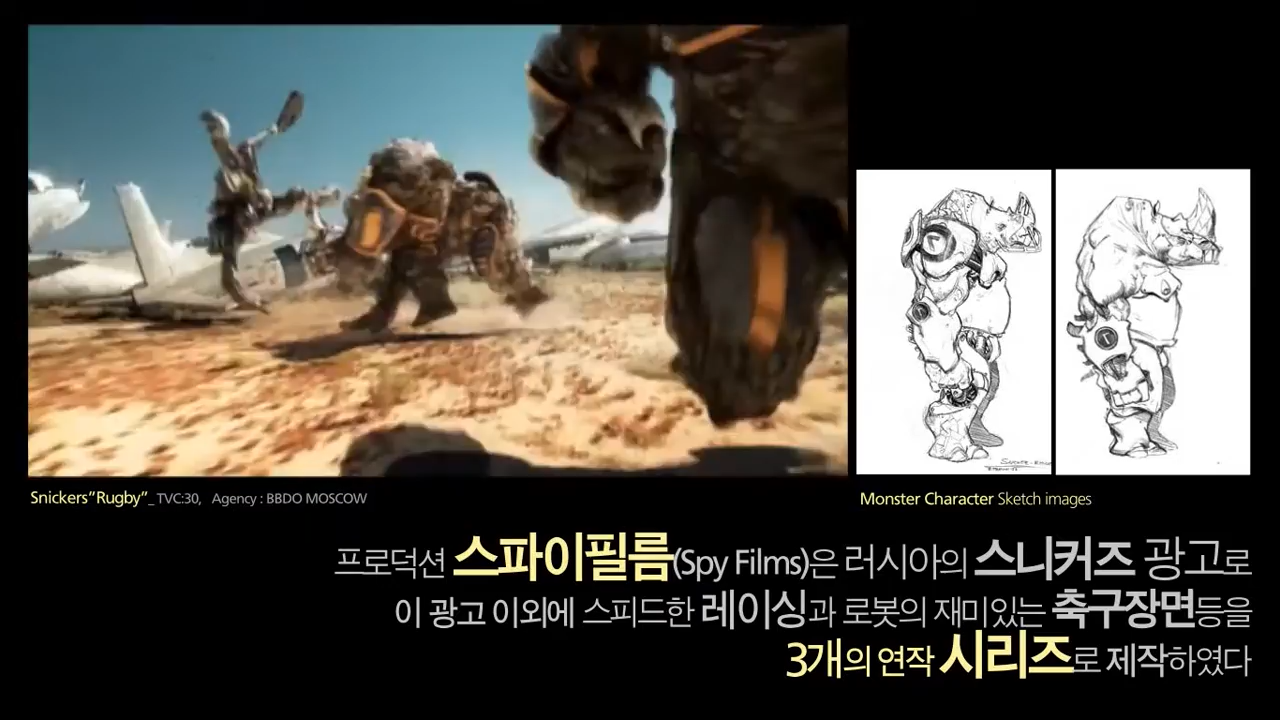 Snickers”Rugby”_ TVC:30, Agency : BBDO MOSCOW
Monster Character Sketch images
프로덕션 스파이필름(Spy Films)은 러시아의 스니커즈 광고로
이 광고 이외에 스피드한 레이싱과 로봇의 재미있는 축구장면등을
3개의 연작 시리즈로 제작하였다